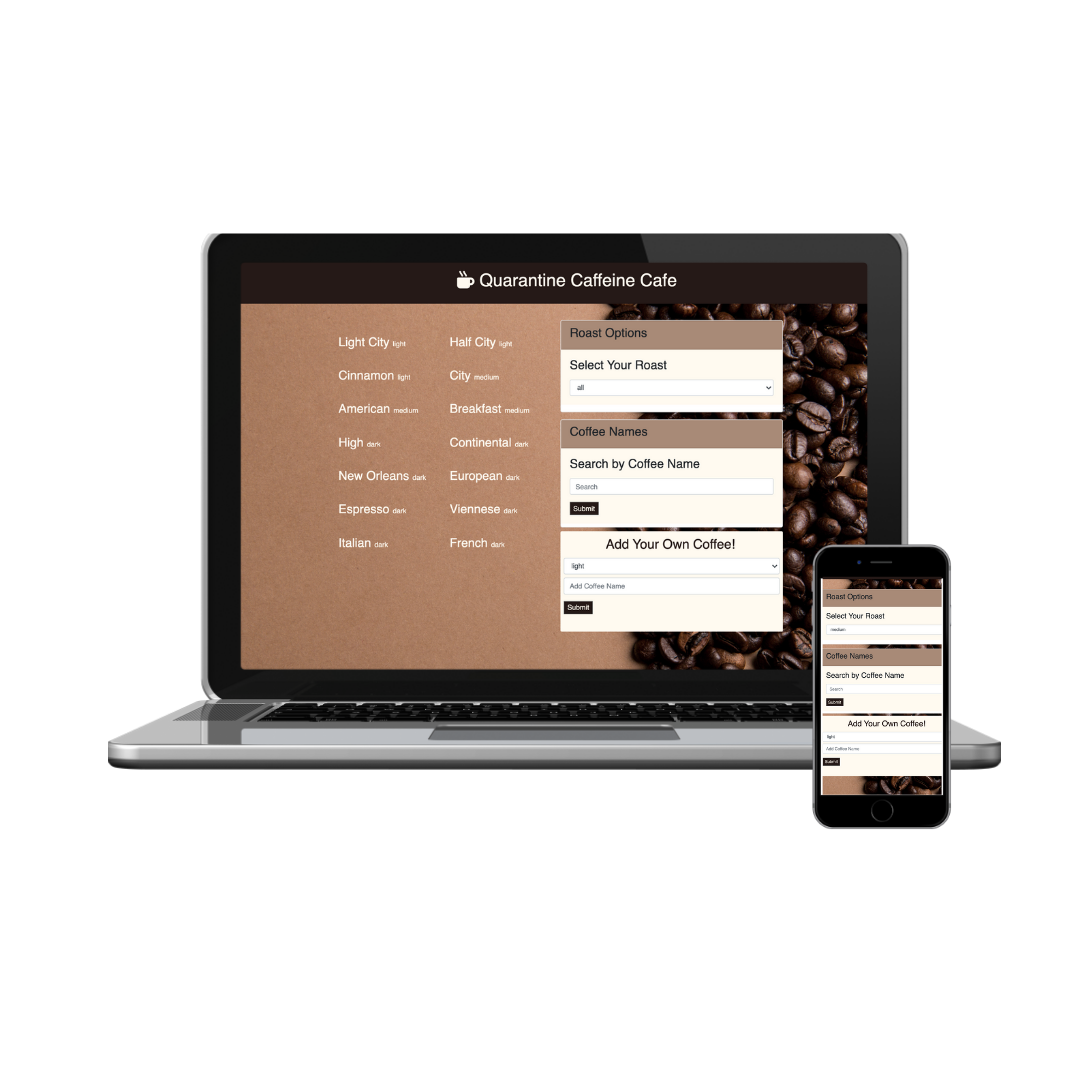 Quarantine Caffeine Cafe
Light City light
Half City light
Cinnamon light
City medium
American medium
Breakfast medium
High dark
Continental dark
New Orleans dark
European dark
Espresso dark
Viennese dark
Italian dark
French dark
Roast Options
Select Your Roast
all
Coffee Names
Search by Coffee Name
Search
Submit
Add Your Own Coffee!
light
Add Coffee Name
Submit
Roast Options
Select Your Roast
medium
Coffee Names
Search by Coffee Name
Search
Submit
Add Your Own Coffee!
light
Add Coffee Name
Submit